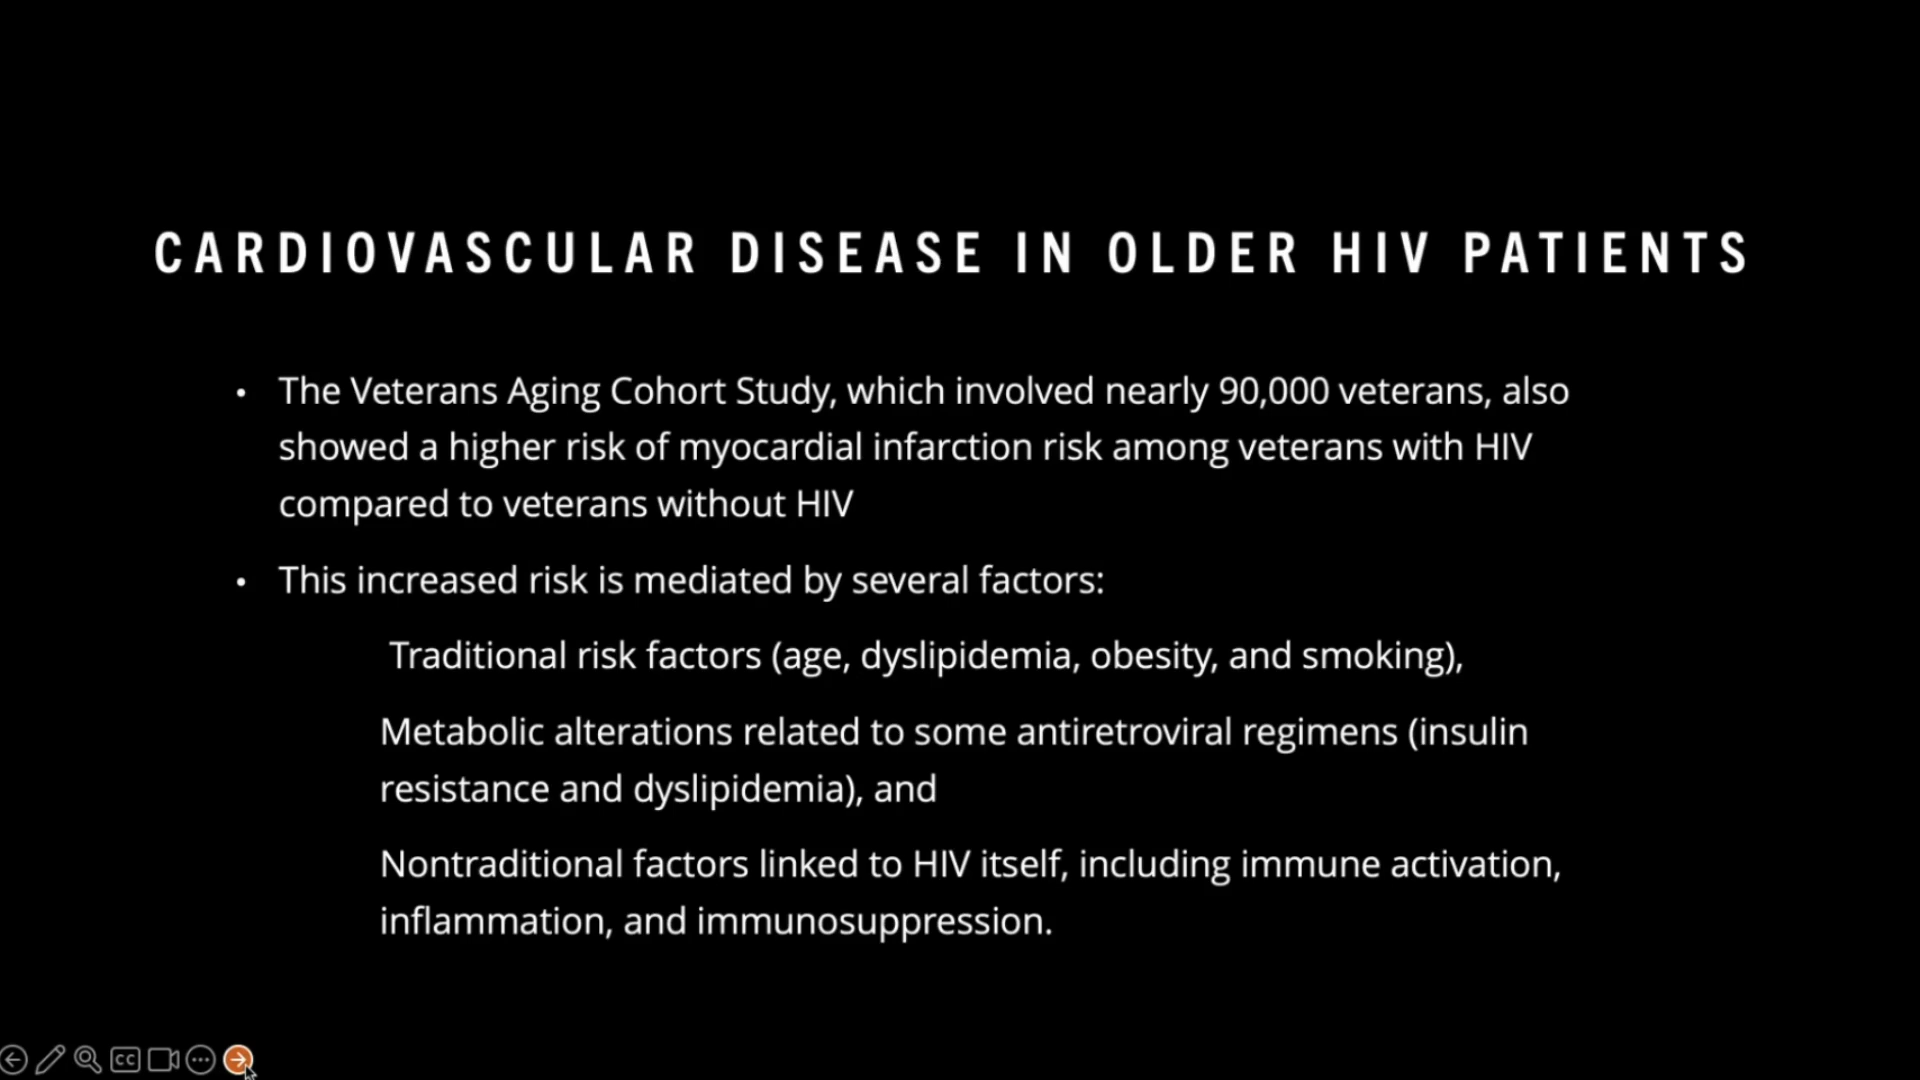 CARDIOVASCULAR DISEASE IN OLDER HIV PATIENTS
• The Veterans Aging Cohort Study, which involved nearly 90,000 veterans, also
showed a higher risk of myocardial infarction risk among veterans with HIV
compared to veterans without HIV
• This increased risk is mediated by several factors:
Traditional risk factors (age, dyslipidemia, obesity, and smoking),
Metabolic alterations related to some antiretroviral regimens (insulin
resistance and dyslipidemia), and
Nontraditional factors linked to HIV itself, including immune activation,
inflammation, and immunosuppression.
CC